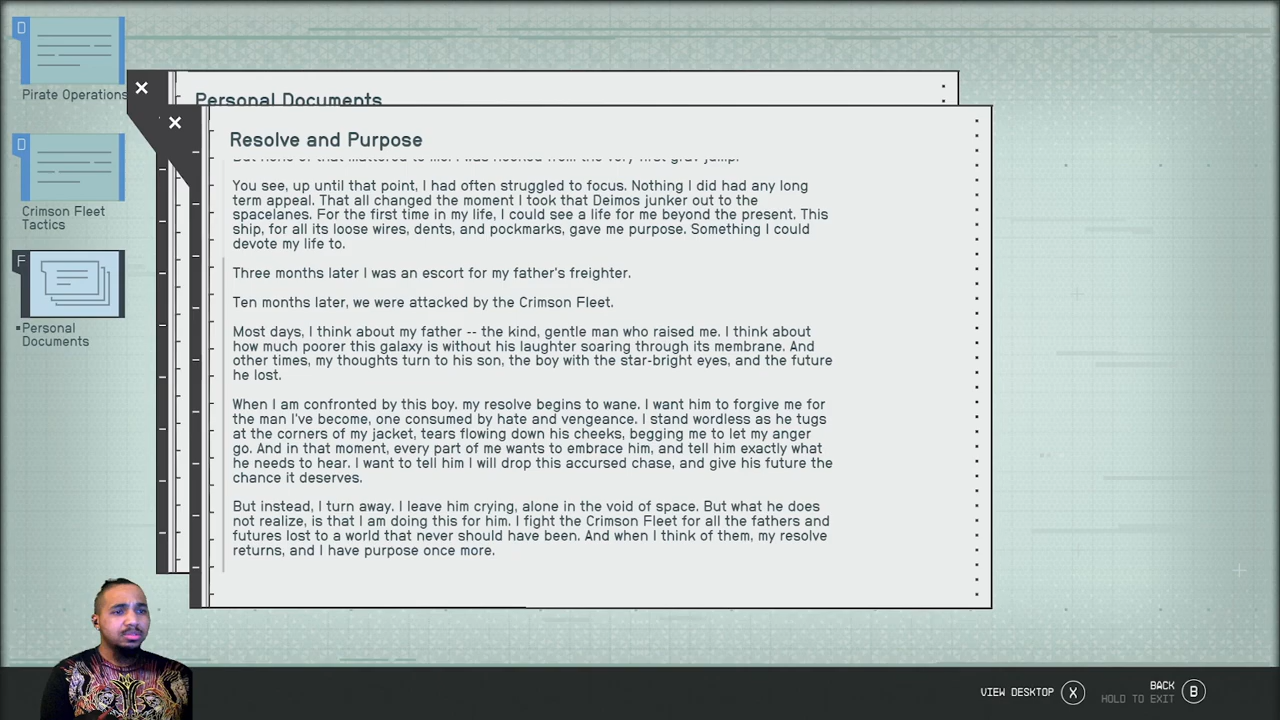 D
Pirate Operations
D
Crimson Fleet
Tactics
F
Personal
Documents
Personal Documents
Resolve and Purpose
But none of that mattered to me. I was hooked from the very first grav jump.
You see, up until that point, I had often struggled to focus. Nothing I did had any long
term appeal. That all changed the moment I took that Deimos junker out to the
spacelanes. For the first time in my life, I could see a life for me beyond the present. This
ship, for all its loose wires, dents, and pockmarks, gave me purpose. Something I could
devote my life to.
Three months later I was an escort for my father's freighter.
Ten months later, we were attacked by the Crimson Fleet.
Most days, I think about my father -- the kind, gentle man who raised me. I think about
how much poorer this galaxy is without his laughter soaring through its membrane. And
other times, my thoughts turn to his son, the boy with the star-bright eyes, and the future
he lost.
When I am confronted by this boy. my resolve begins to wane. I want him to forgive me for
the man I've become, one consumed by hate and vengeance. I stand wordless as he tugs
at the corners of my jacket, tears flowing down his cheeks, begging me to let my anger
go. And in that moment, every part of me wants to embrace him, and tell him exactly what
he needs to hear. I want to tell him I will drop this accursed chase, and give his future the
chance it deserves.
But instead, I turn away. I leave him crying, alone in the void of space. But what he does
not realize, is that I am doing this for him. I fight the Crimson Fleet for all the fathers and
futures lost to a world that never should have been. And when I think of them, my resolve
returns, and I have purpose once more.
VIEW DESKTOP X
BACK B
HOLD TO EXIT